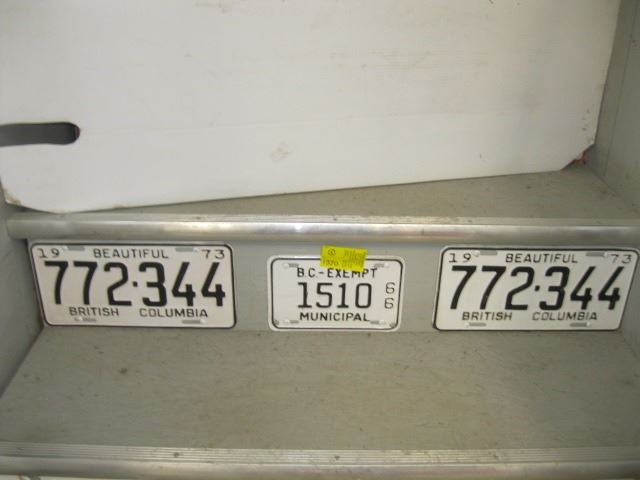 19 BEAUTIFUL 73
772·344
BRITISH COLUMBIA
B.C.-EXEMPT
1510 66
MUNICIPAL
19 BEAUTIFUL 73
772·344
BRITISH COLUMBIA